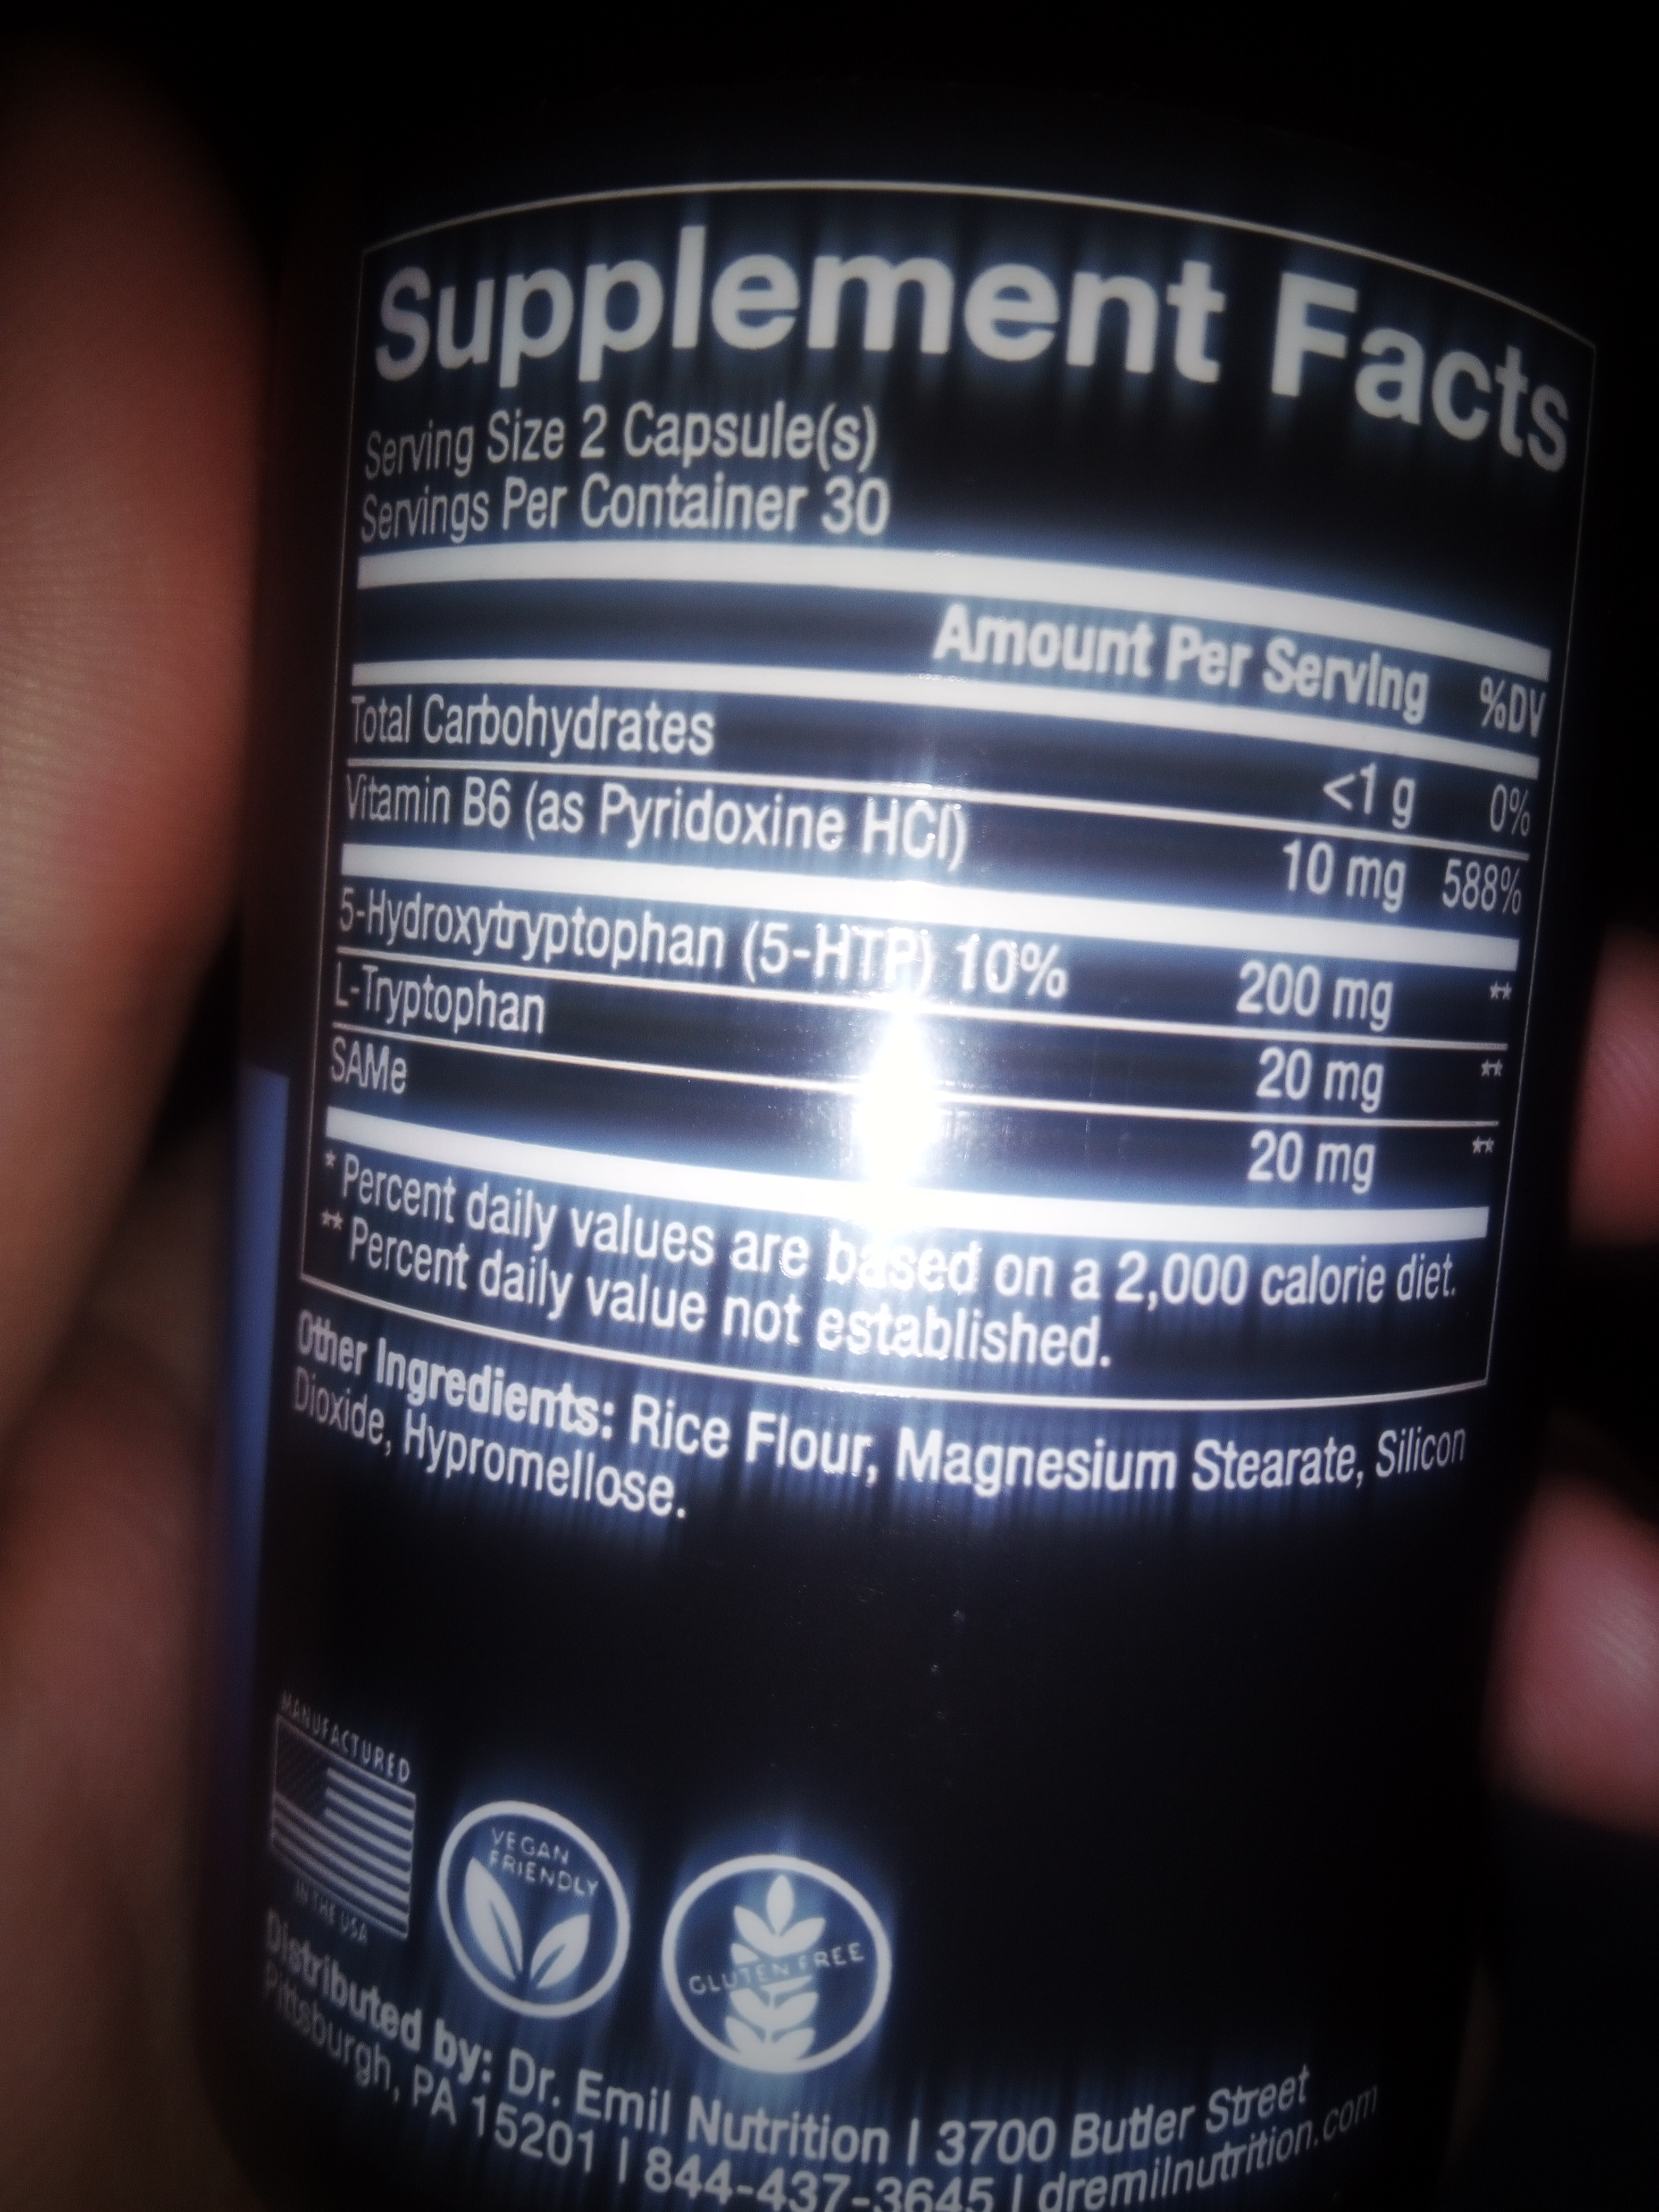 Supplement Facts
Serving Size 2 Capsule(s)
Servings Per Container 30
Amount Per Serving %DV
Total Carbohydrates <1 g 0%
Vitamin B6 (as Pyridoxine HCl) 10 mg 588%
5-Hydroxytryptophan (5-HTP) 10% 200 mg **
L-Tryptophan 20 mg **
SAMe 20 mg **
* Percent daily values are based on a 2,000 calorie diet.
** Percent daily value not established.
Other Ingredients: Rice Flour, Magnesium Stearate, Silicon
Dioxide, Hypromellose.
MANUFACTURED
IN THE USA
VEGAN
FRIENDLY
GLUTEN FREE
Distributed by: Dr. Emil Nutrition | 3700 Butler Street
Pittsburgh, PA 15201 | 844-437-3645 | dremilnutrition.com